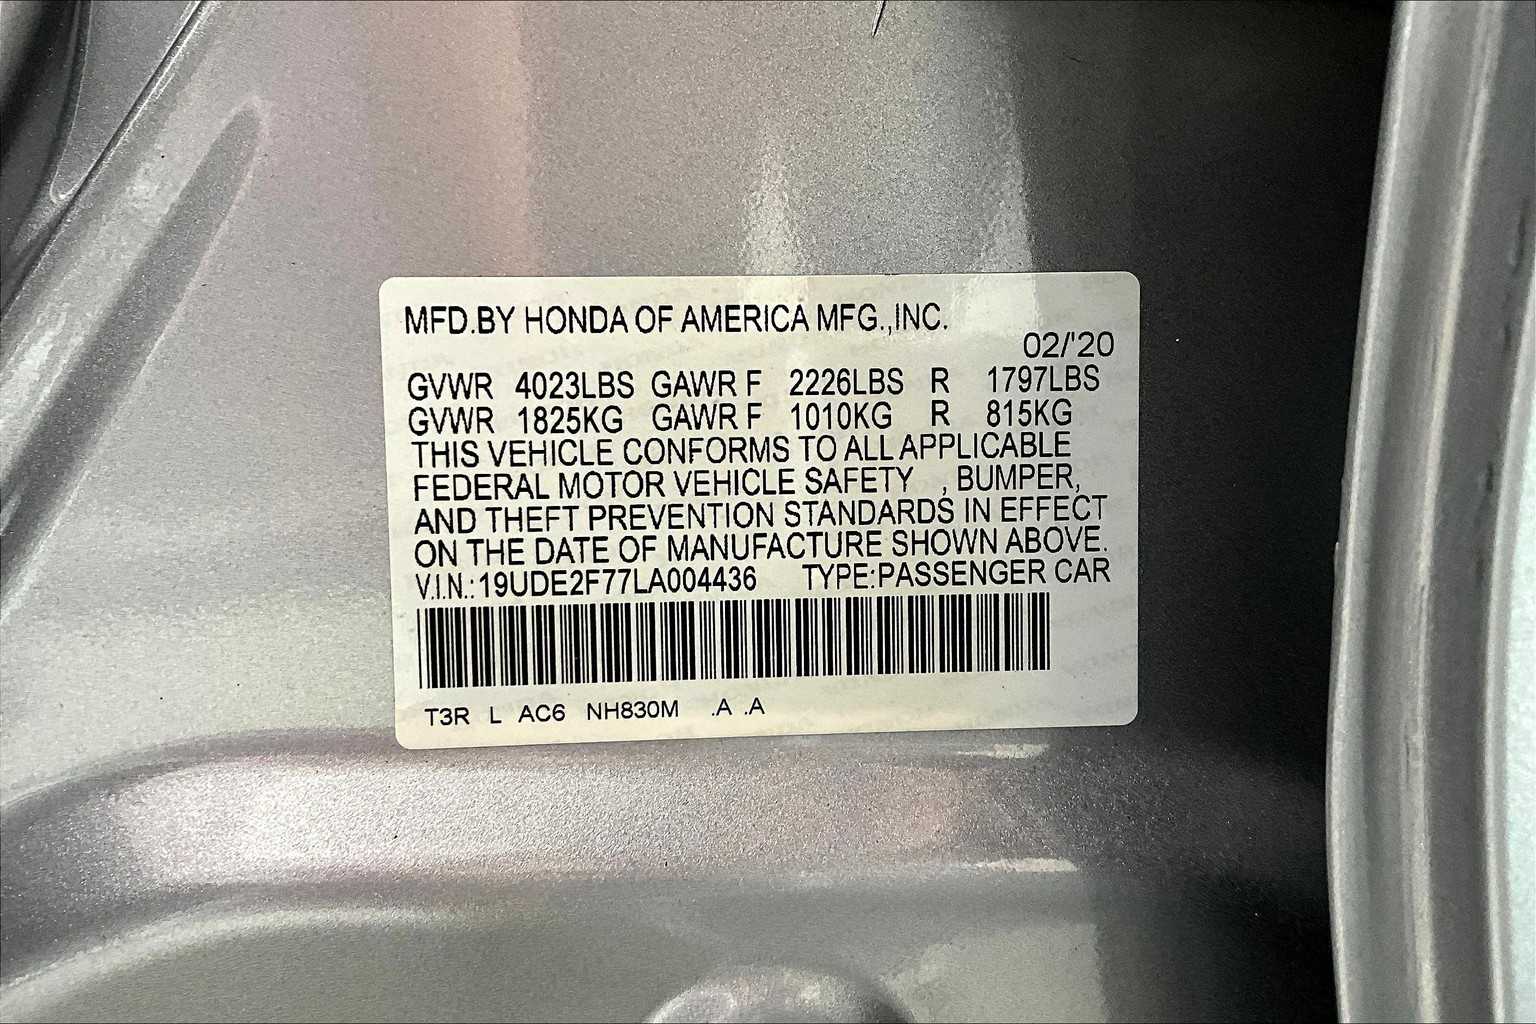 MFD.BY HONDA OF AMERICA MFG.,INC.
02/'20
GVWR 4023LBS GAWR F 2226LBS R 1797LBS
GVWR 1825KG GAWR F 1010KG R 815KG
THIS VEHICLE CONFORMS TO ALL APPLICABLE
FEDERAL MOTOR VEHICLE SAFETY , BUMPER,
AND THEFT PREVENTION STANDARDS IN EFFECT
ON THE DATE OF MANUFACTURE SHOWN ABOVE.
V.I.N.:19UDE2F77LA004436 TYPE:PASSENGER CAR
T3R L AC6 NH830M .A .A